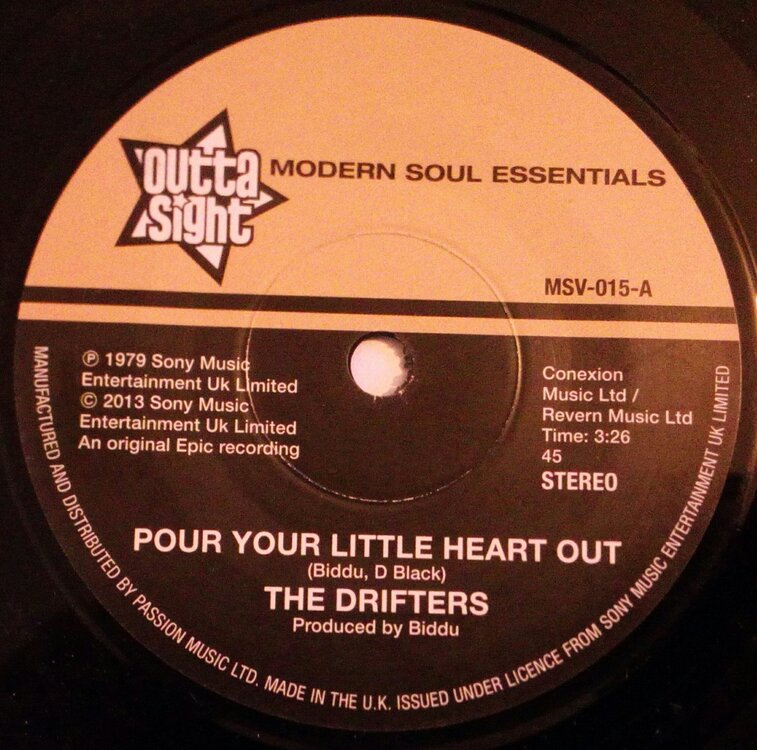 'outta
sight
MODERN SOUL ESSENTIALS
MSV-015-A
℗ 1979 Sony Music
Entertainment Uk Limited
© 2013 Sony Music
Entertainment Uk Limited
An original Epic recording
Conexion
Music Ltd /
Revern Music Ltd
Time: 3:26
45
STEREO
POUR YOUR LITTLE HEART OUT
(Biddu, D Black)
THE DRIFTERS
Produced by Biddu
MANUFACTURED AND DISTRIBUTED BY PASSION MUSIC LTD. MADE IN THE U.K. ISSUED UNDER LICENCE FROM SONY MUSIC ENTERTAINMENT UK LIMITED